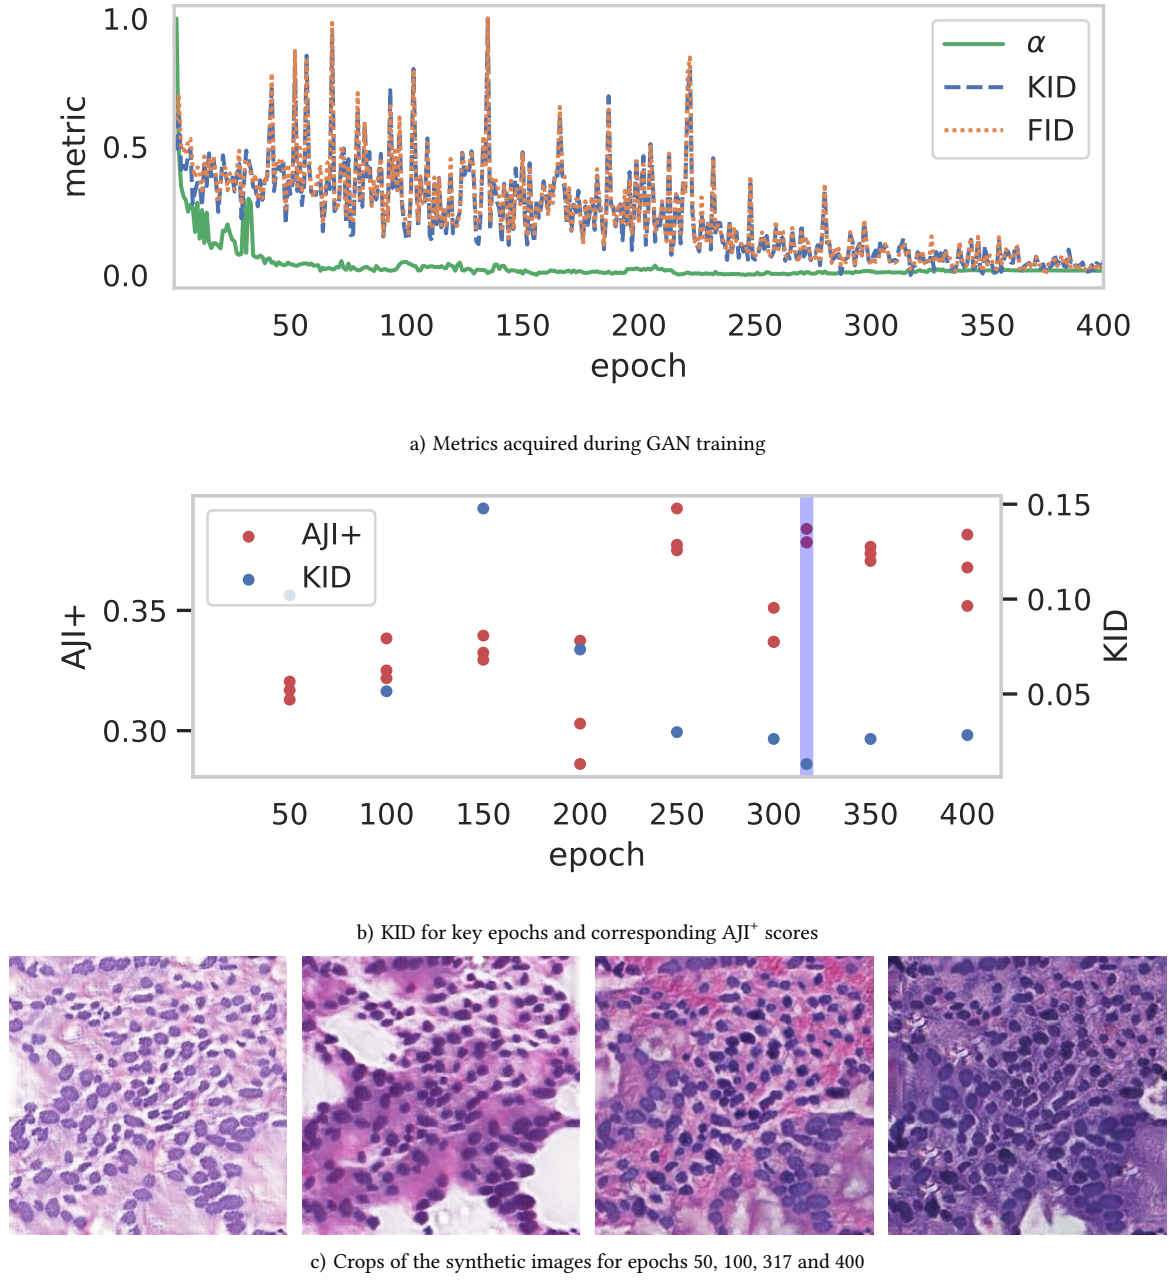 1.0
0.5
0.0
metric
α
KID
FID
50 100 150 200 250 300 350 400
epoch
a) Metrics acquired during GAN training
AJI+
KID
0.35
0.30
AJI+
0.15
0.10
0.05
KID
50 100 150 200 250 300 350 400
epoch
b) KID for key epochs and corresponding AJI⁺ scores
c) Crops of the synthetic images for epochs 50, 100, 317 and 400